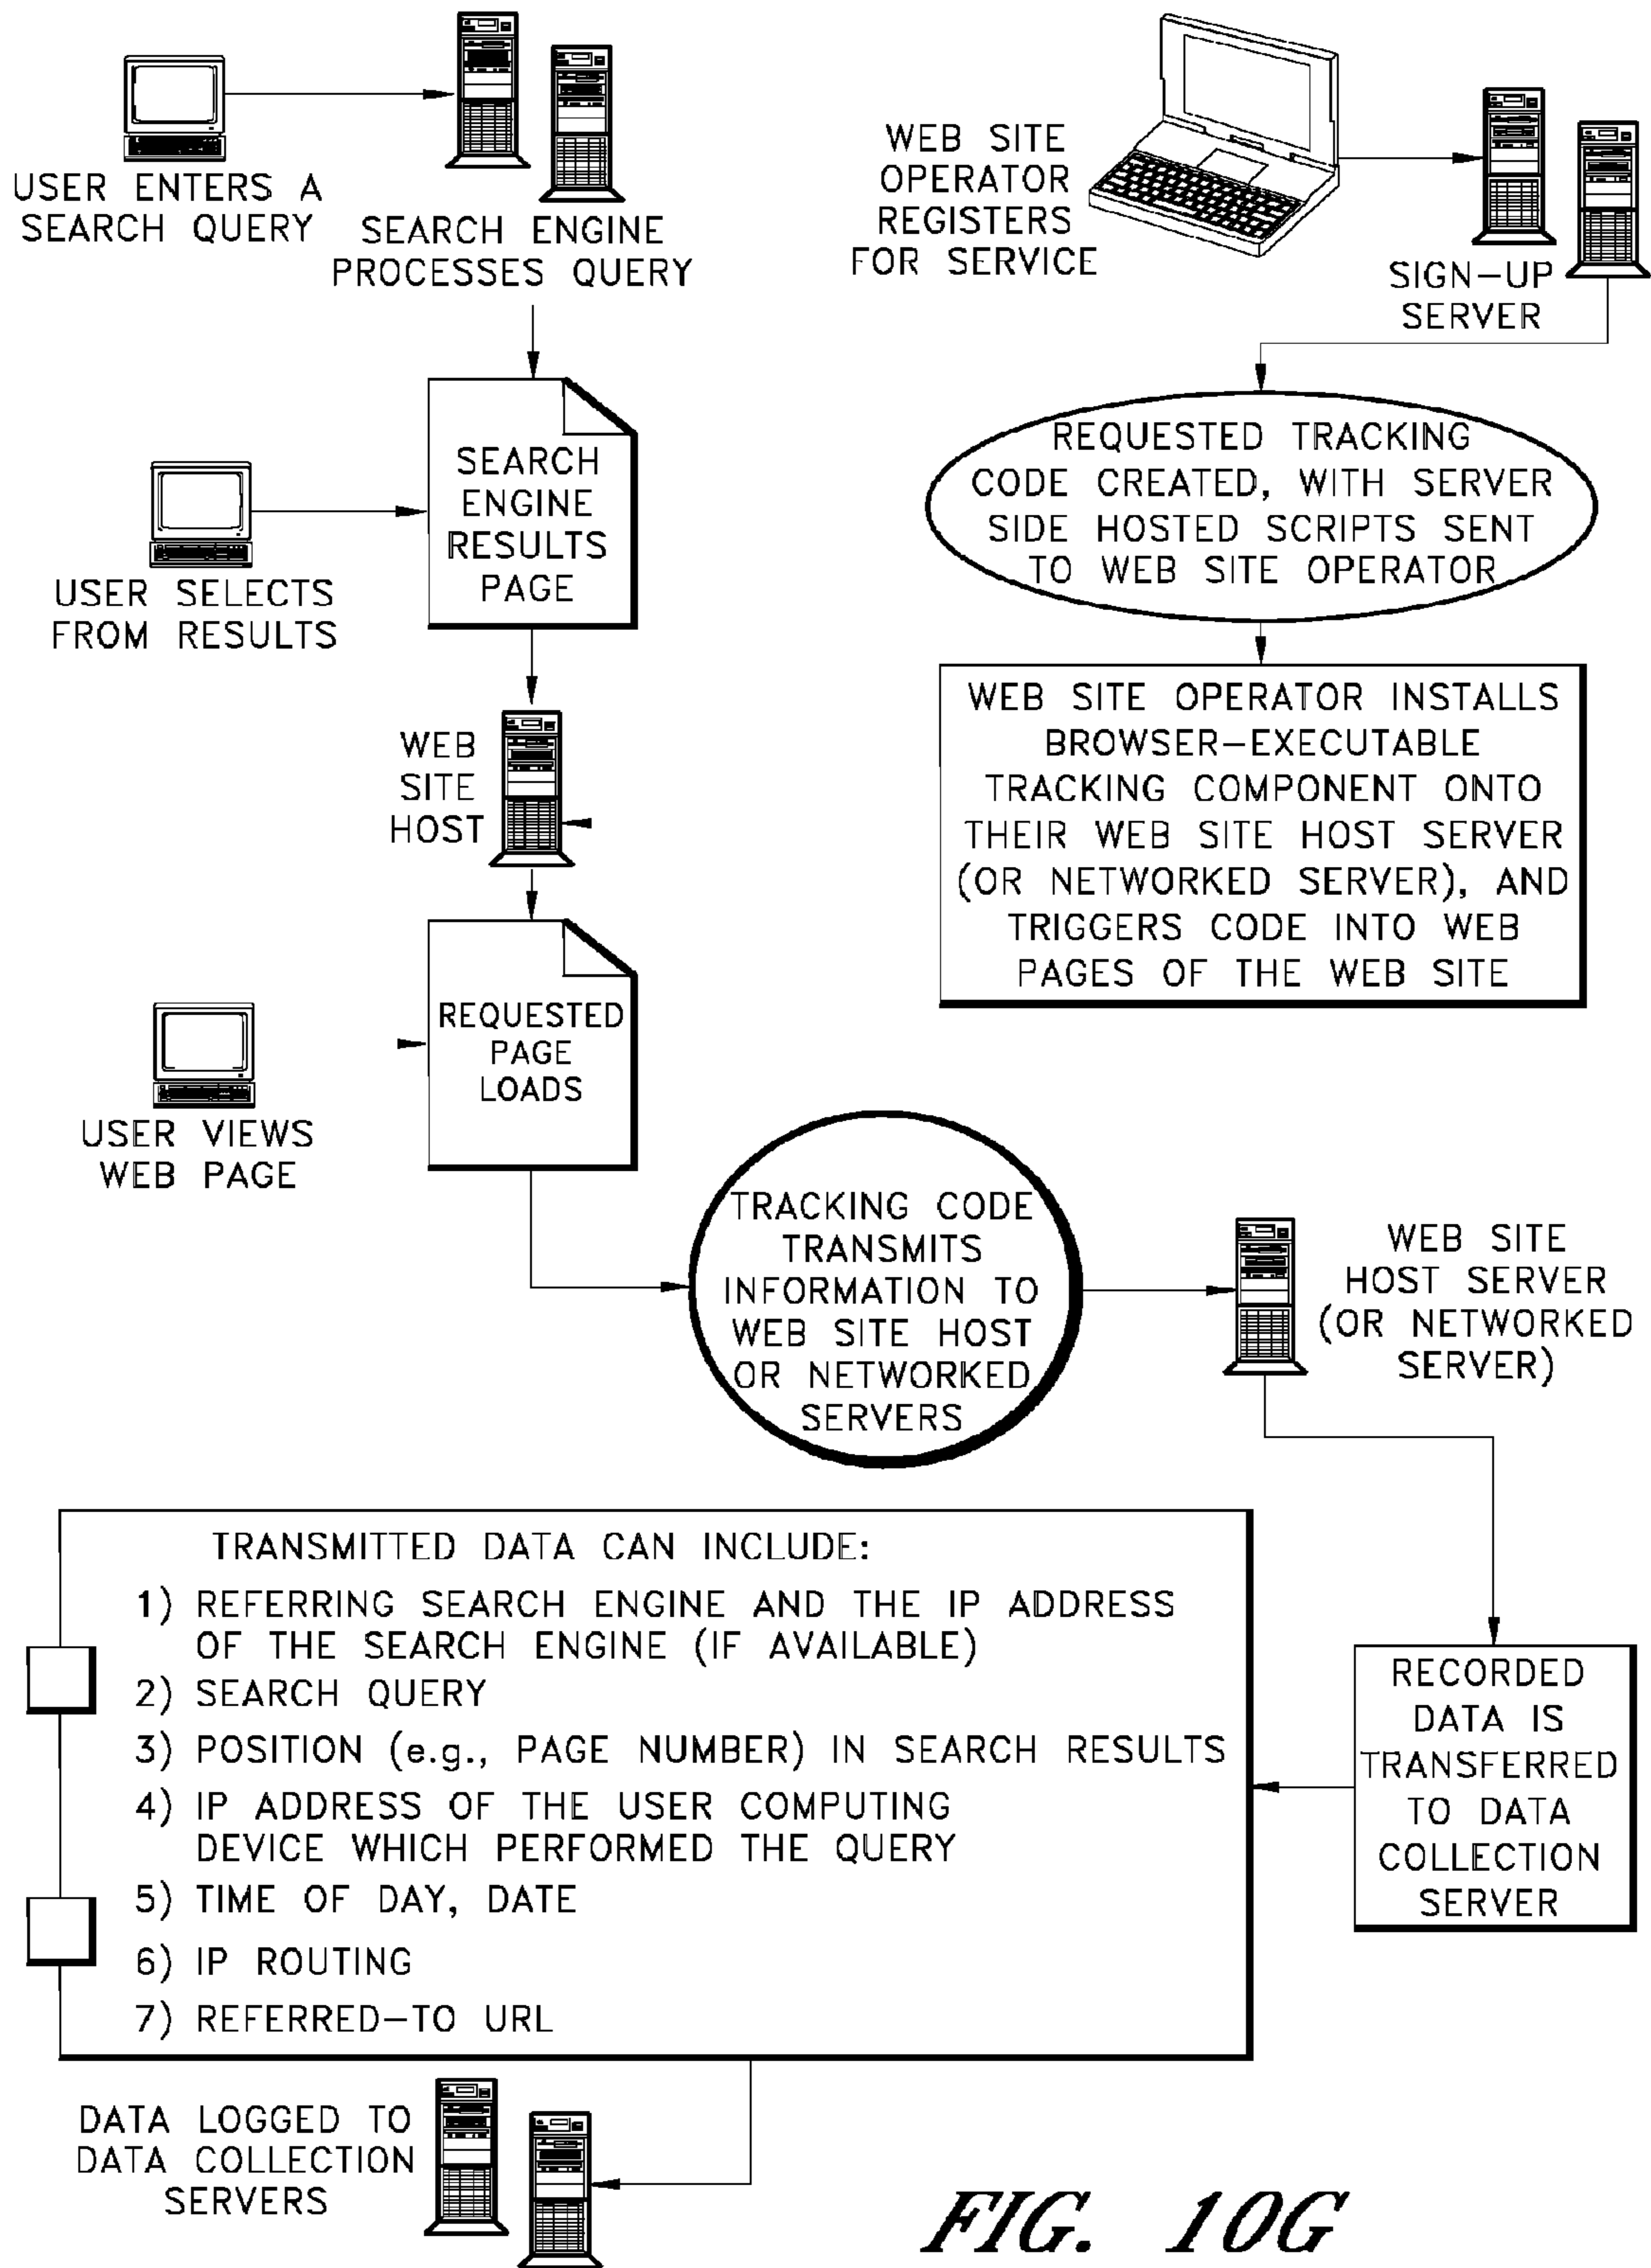 USER ENTERS A
SEARCH QUERY
SEARCH ENGINE
PROCESSES QUERY
WEB SITE
OPERATOR
REGISTERS
FOR SERVICE
SIGN-UP
SERVER
SEARCH
ENGINE
RESULTS
PAGE
USER SELECTS
FROM RESULTS
REQUESTED TRACKING
CODE CREATED, WITH SERVER
SIDE HOSTED SCRIPTS SENT
TO WEB SITE OPERATOR
WEB SITE OPERATOR INSTALLS
BROWSER-EXECUTABLE
TRACKING COMPONENT ONTO
THEIR WEB SITE HOST SERVER
(OR NETWORKED SERVER), AND
TRIGGERS CODE INTO WEB
PAGES OF THE WEB SITE
WEB
SITE
HOST
REQUESTED
PAGE
LOADS
USER VIEWS
WEB PAGE
TRACKING CODE
TRANSMITS
INFORMATION TO
WEB SITE HOST
OR NETWORKED
SERVERS
WEB SITE
HOST SERVER
(OR NETWORKED
SERVER)
RECORDED
DATA IS
TRANSFERRED
TO DATA
COLLECTION
SERVER
TRANSMITTED DATA CAN INCLUDE:
1) REFERRING SEARCH ENGINE AND THE IP ADDRESS
OF THE SEARCH ENGINE (IF AVAILABLE)
2) SEARCH QUERY
3) POSITION (e.g., PAGE NUMBER) IN SEARCH RESULTS
4) IP ADDRESS OF THE USER COMPUTING
DEVICE WHICH PERFORMED THE QUERY
5) TIME OF DAY, DATE
6) IP ROUTING
7) REFERRED-TO URL
DATA LOGGED TO
DATA COLLECTION
SERVERS
FIG. 10G